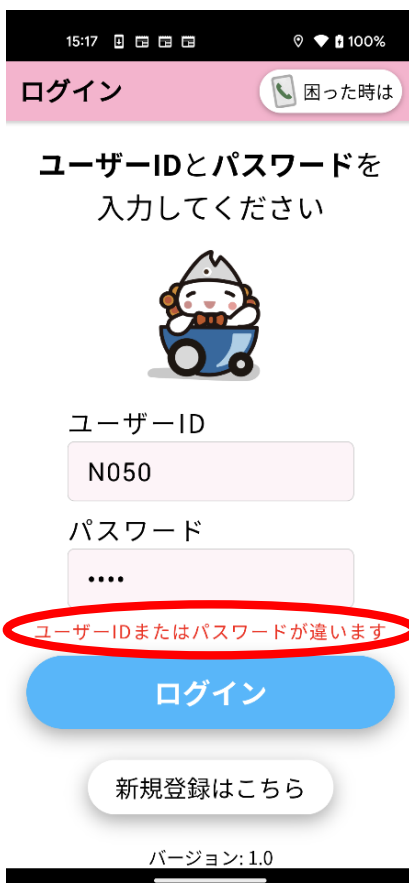 15:17 100%
ログイン
困った時は
ユーザーIDとパスワードを
入力してください
ユーザーID
N050
パスワード
••••
ユーザーIDまたはパスワードが違います
ログイン
新規登録はこちら
バージョン: 1.0